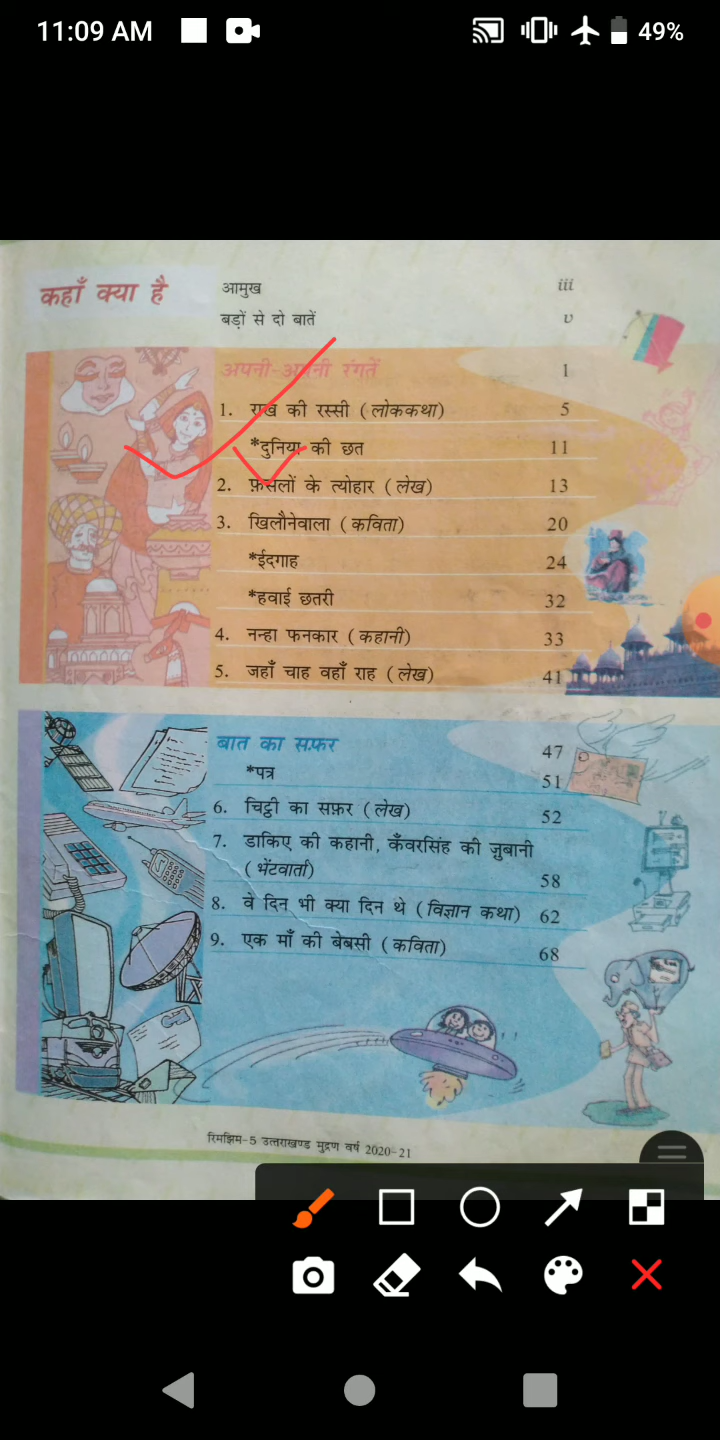 11:09 AM
49%
कहाँ क्या है
आमुख iii
बड़ों से दो बातें v
अपनी-अपनी रंगतें 1
1. राख की रस्सी (लोककथा) 5
*दुनिया की छत 11
2. फ़सलों के त्योहार (लेख) 13
3. खिलौनेवाला (कविता) 20
*ईदगाह 24
*हवाई छतरी 32
4. नन्हा फनकार (कहानी) 33
5. जहाँ चाह वहाँ राह (लेख) 41
बात का सफ़र 47
*पत्र 51
6. चिट्ठी का सफ़र (लेख) 52
7. डाकिए की कहानी, कँवरसिंह की ज़ुबानी
(भेंटवार्ता) 58
8. वे दिन भी क्या दिन थे (विज्ञान कथा) 62
9. एक माँ की बेबसी (कविता) 68
रिमझिम-5 उत्तराखण्ड मुद्रण वर्ष 2020-21